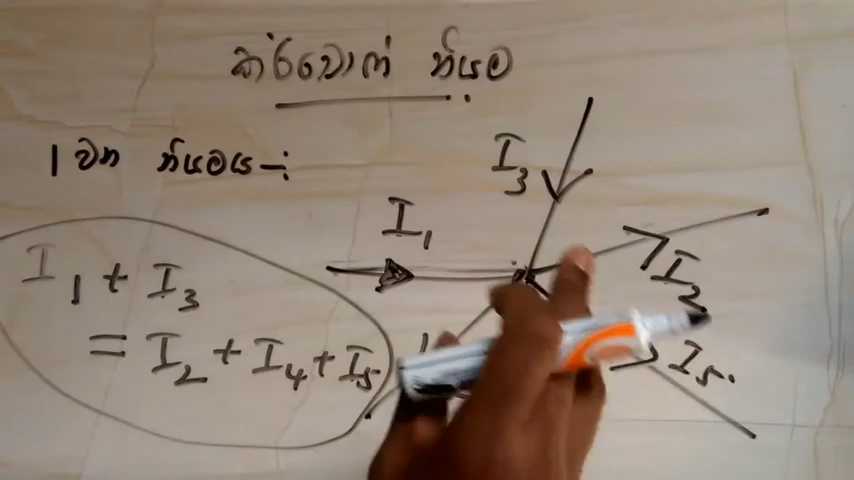 කර්චොෆ් නියම
1 වන නියමය :-
I₃
I₁
I₂
I₁ + I₃
= I₂ + I₄ + I₅
I₅.